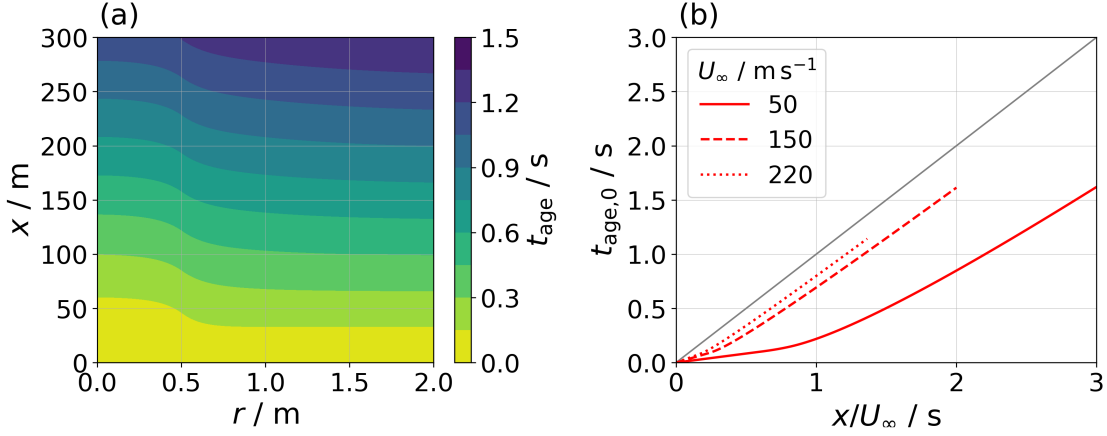 (a)
300
250
200
150
100
50
0
x / m
0.0 0.5 1.0 1.5 2.0
r / m
1.5
1.2
0.9
0.6
0.3
0.0
t_age / s
(b)
3.0
2.5
2.0
1.5
1.0
0.5
0.0
t_age,0 / s
U∞ / m s⁻¹
50
150
220
0 1 2 3
x/U∞ / s